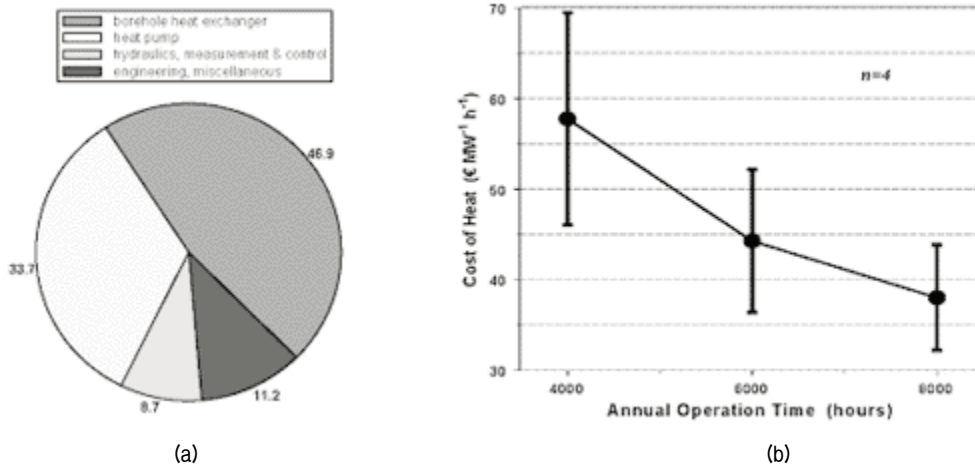 borehole heat exchanger
heat pump
hydraulics, measurement & control
engineering, miscellaneous
46.9
33.7
8.7
11.2
(a)
70
60
50
40
30
Cost of Heat (€ MW⁻¹ h⁻¹)
n=4
4000 6000 8000
Annual Operation Time (hours)
(b)